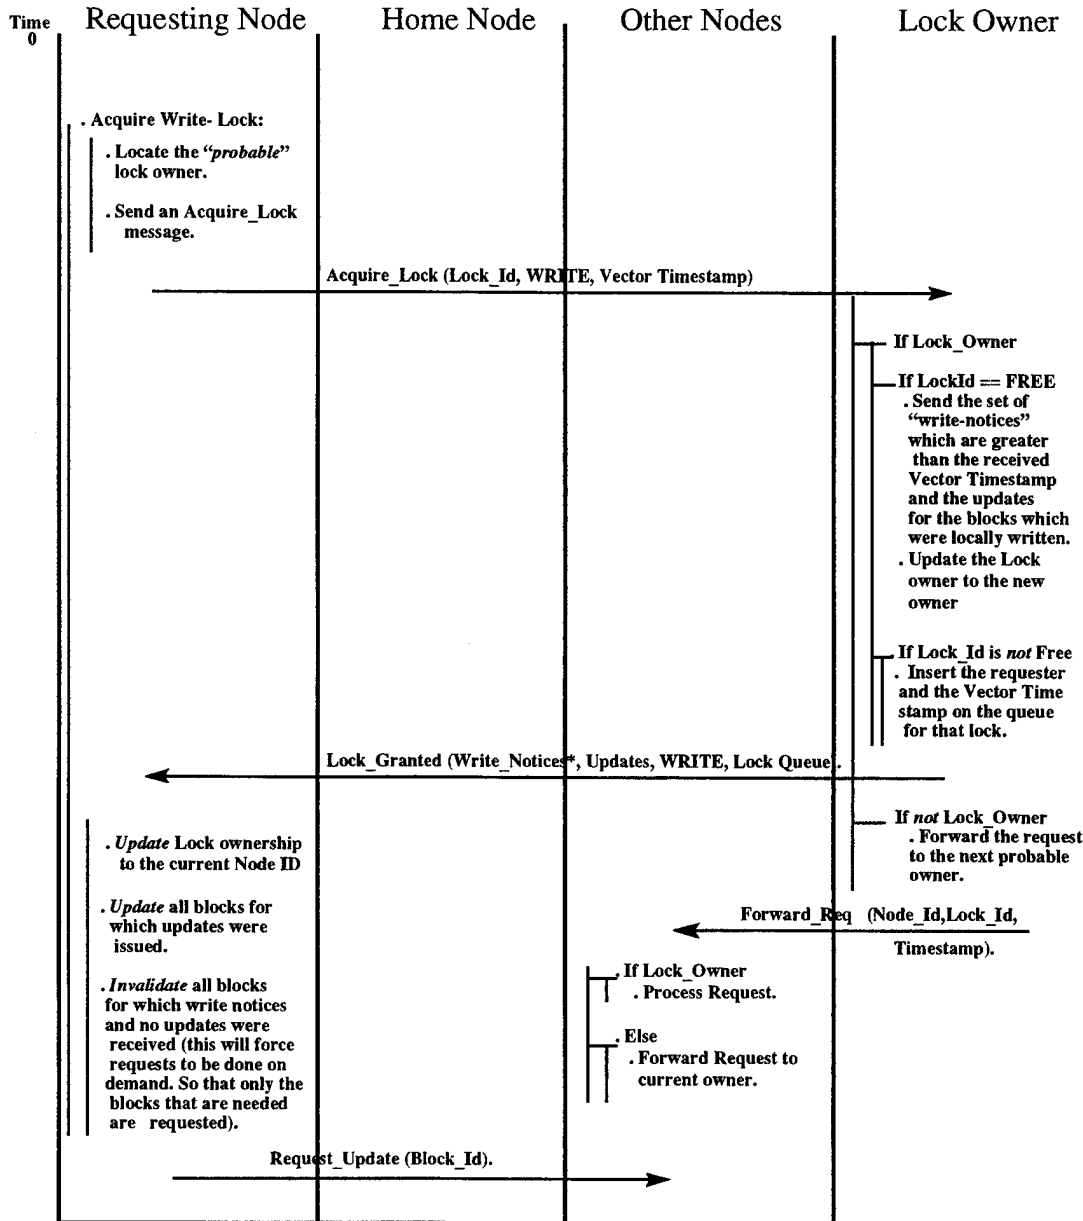 Time
0
Requesting Node
Home Node
Other Nodes
Lock Owner
. Acquire Write- Lock:
. Locate the “probable”
lock owner.
. Send an Acquire_Lock
message.
Acquire_Lock (Lock_Id, WRITE, Vector Timestamp)
If Lock_Owner
If LockId == FREE
. Send the set of
“write-notices”
which are greater
than the received
Vector Timestamp
and the updates
for the blocks which
were locally written.
. Update the Lock
owner to the new
owner
. If Lock_Id is not Free
. Insert the requester
and the Vector Time
stamp on the queue
for that lock.
Lock_Granted (Write_Notices*, Updates, WRITE, Lock Queue).
If not Lock_Owner
. Forward the request
to the next probable
owner.
. Update Lock ownership
to the current Node ID
. Update all blocks for
which updates were
issued.
. Invalidate all blocks
for which write notices
and no updates were
received (this will force
requests to be done on
demand. So that only the
blocks that are needed
are requested).
Forward_Req (Node_Id,Lock_Id,
Timestamp).
. If Lock_Owner
. Process Request.
. Else
. Forward Request to
current owner.
Request_Update (Block_Id).